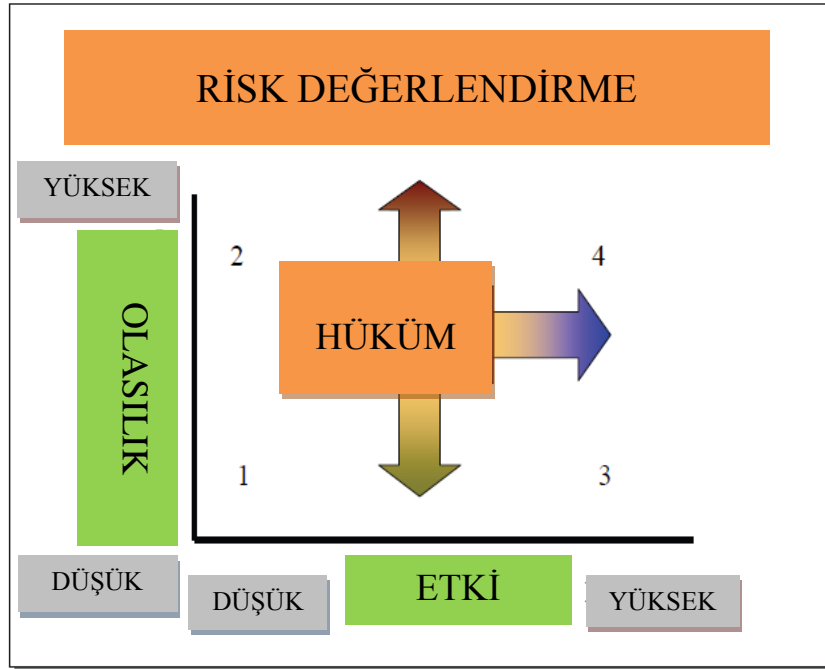 RİSK DEĞERLENDİRME
YÜKSEK
2
4
OLASILIK
HÜKÜM
1
3
DÜŞÜK
DÜŞÜK
ETKİ
YÜKSEK